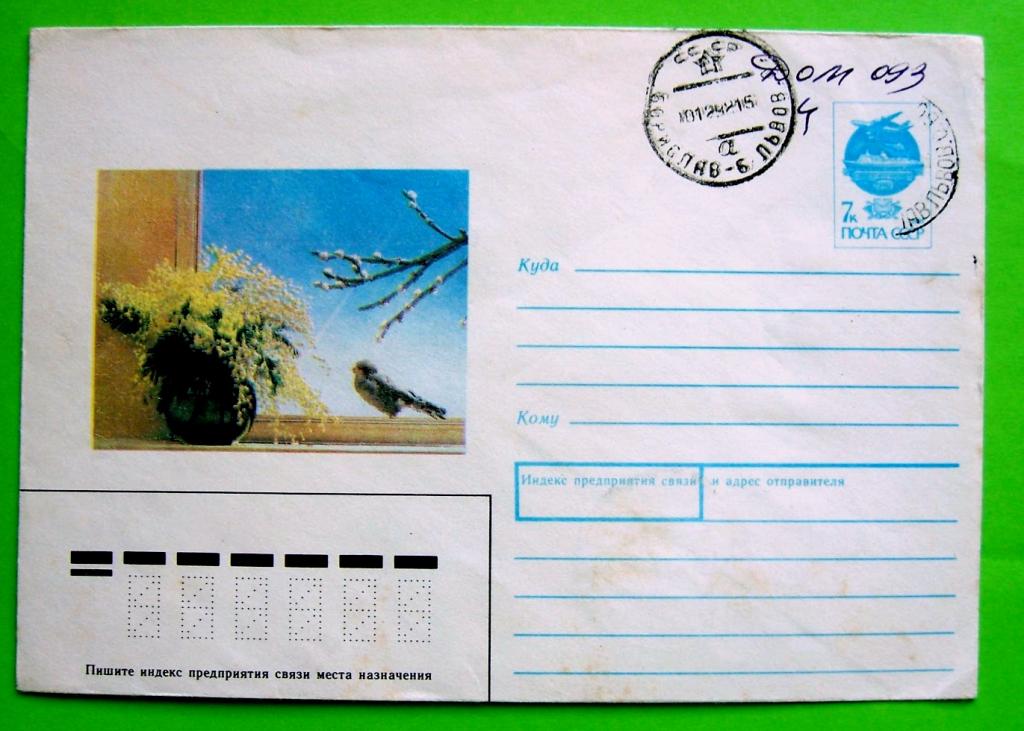 СССР
БОРИСЛАВ-6 ЛЬВОВ
а
093
7к
ПОЧТА СССР
Куда
Кому
Индекс предприятия связи и адрес отправителя
Пишите индекс предприятия связи места назначения